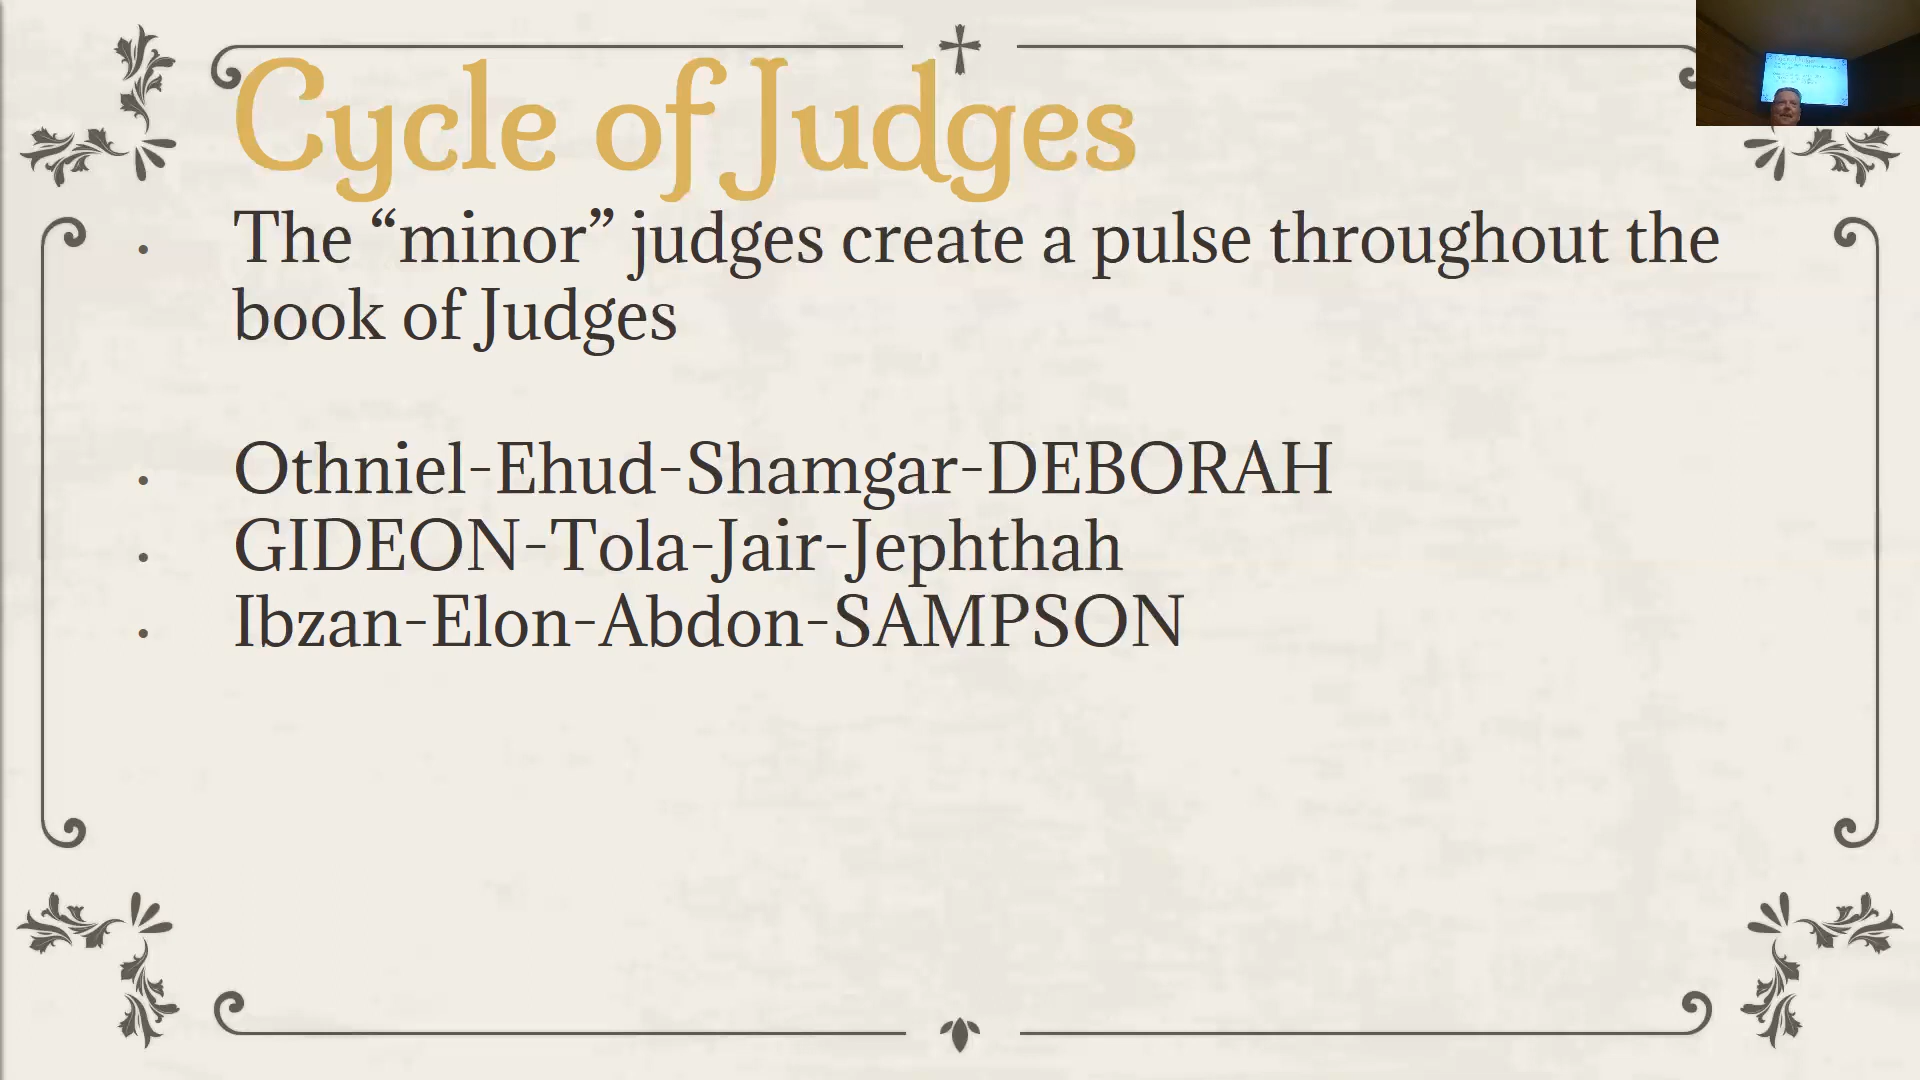 Cycle of Judges
The “minor” judges create a pulse throughout the
book of Judges
Othniel-Ehud-Shamgar-DEBORAH
GIDEON-Tola-Jair-Jephthah
Ibzan-Elon-Abdon-SAMPSON